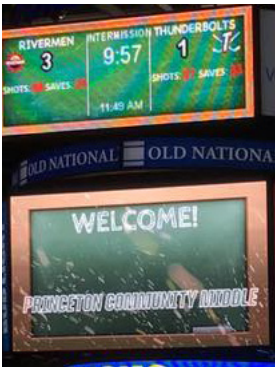 RIVERMEN INTERMISSION THUNDERBOLTS
3 9:57 1
SHOTS: SAVES: SHOTS: SAVES:
11:49 AM
OLD NATIONAL OLD NATIONA
WELCOME!
PRINCETON COMMUNITY MIDDLE